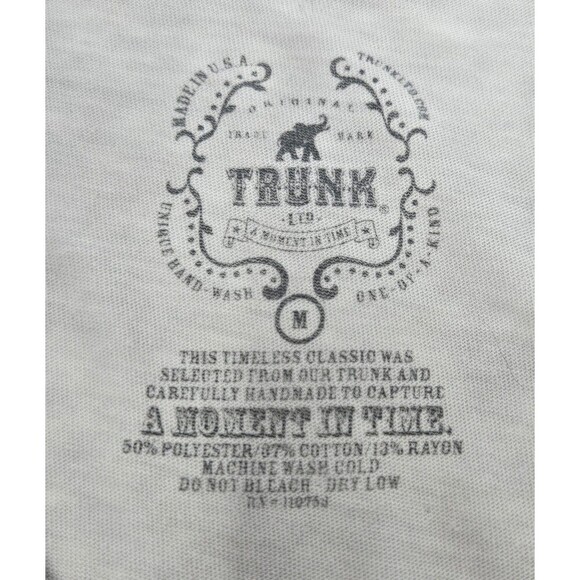 MADE IN U.S.A.
TRUNKLTD.COM
ORIGINAL
TRADE MARK
TRUNK®
LTD
A MOMENT IN TIME
UNIQUE HAND-WASH
ONE-OF-A-KIND
M
THIS TIMELESS CLASSIC WAS
SELECTED FROM OUR TRUNK AND
CAREFULLY HANDMADE TO CAPTURE
A MOMENT IN TIME.
50% POLYESTER/37% COTTON/13% RAYON
MACHINE WASH COLD
DO NOT BLEACH - DRY LOW